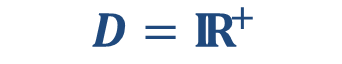 D = ℝ⁺